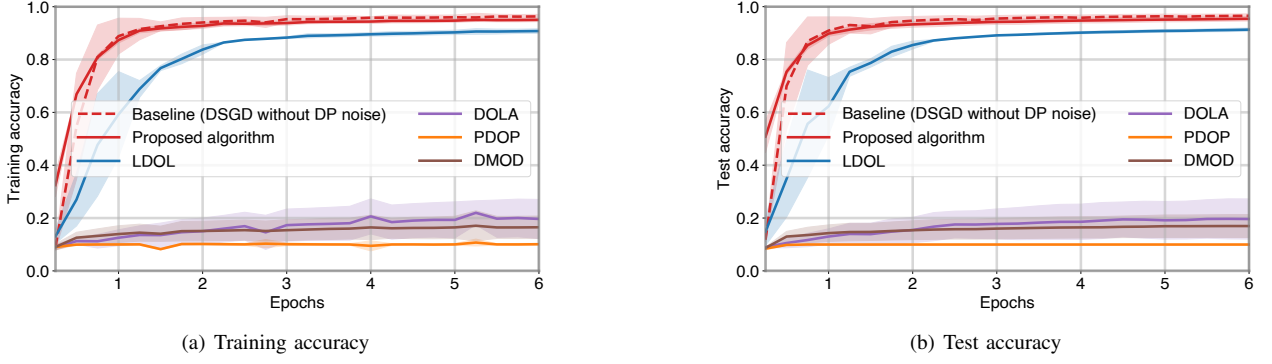 1.0
0.8
0.6
0.4
0.2
0.0
Training accuracy
Baseline (DSGD without DP noise)
Proposed algorithm
LDOL
DOLA
PDOP
DMOD
1 2 3 4 5 6
Epochs
(a) Training accuracy
1.0
0.8
0.6
0.4
0.2
0.0
Test accuracy
Baseline (DSGD without DP noise)
Proposed algorithm
LDOL
DOLA
PDOP
DMOD
1 2 3 4 5 6
Epochs
(b) Test accuracy